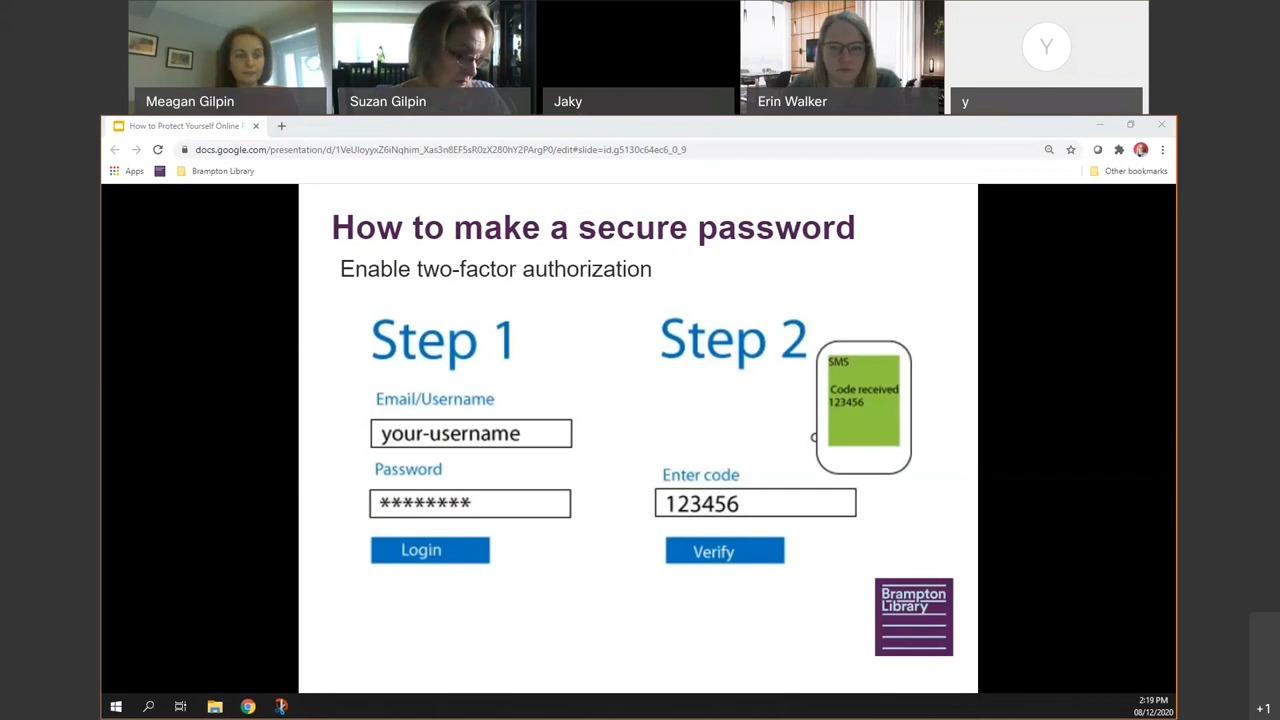 Meagan Gilpin
Suzan Gilpin
Jaky
Erin Walker
Y
y
How to Protect Yourself Online
docs.google.com/presentation/d/1VeUloyyxZ6iNqhim_Xas3n8EF5sR0zX280hY2PArgP0/edit#slide=id.g5130c64ec6_0_9
Apps
Brampton Library
Other bookmarks
How to make a secure password
Enable two-factor authorization
Step 1
Email/Username
your-username
Password
********
Login
Step 2
SMS
Code received
123456
Enter code
123456
Verify
Brampton
Library
2:19 PM
08/12/2020
+1